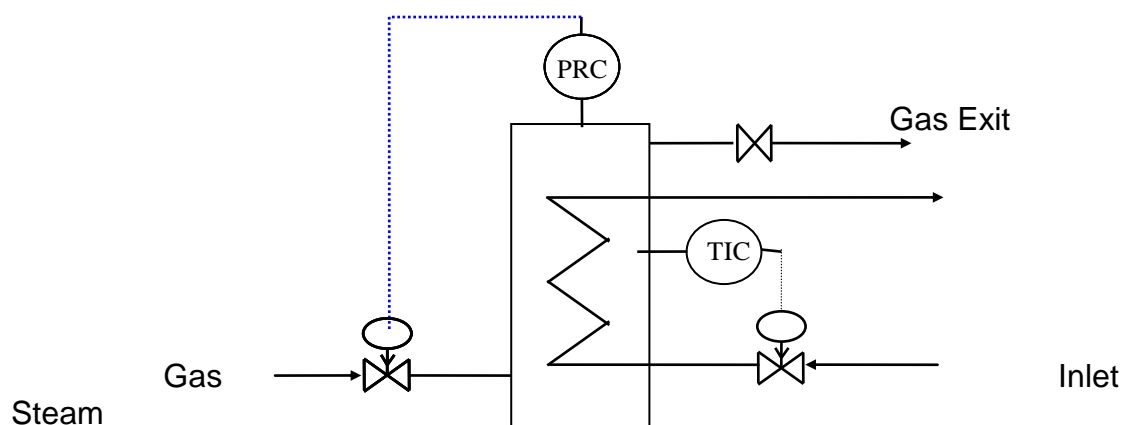 PRC
Gas Exit
TIC
Gas Inlet
Steam